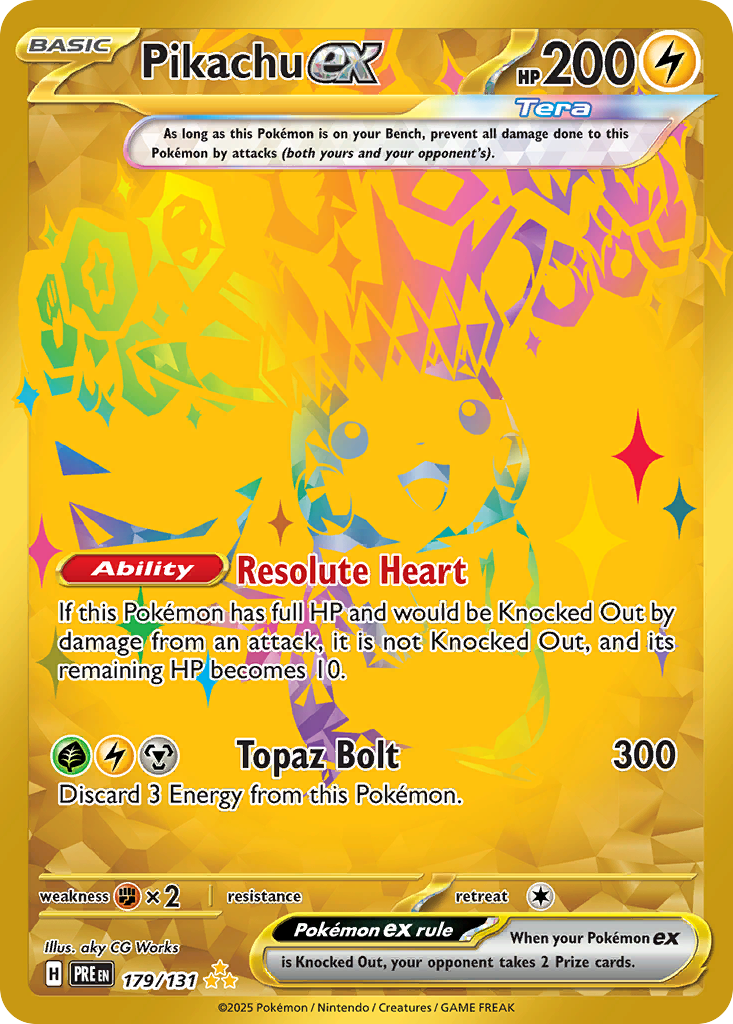 BASIC Pikachu ex HP 200
Tera
As long as this Pokémon is on your Bench, prevent all damage done to this
Pokémon by attacks (both yours and your opponent's).
Ability Resolute Heart
If this Pokémon has full HP and would be Knocked Out by
damage from an attack, it is not Knocked Out, and its
remaining HP becomes 10.
Topaz Bolt 300
Discard 3 Energy from this Pokémon.
weakness ×2 resistance retreat
Pokémon ex rule When your Pokémon ex
is Knocked Out, your opponent takes 2 Prize cards.
Illus. aky CG Works
H PRE EN 179/131
©2025 Pokémon / Nintendo / Creatures / GAME FREAK